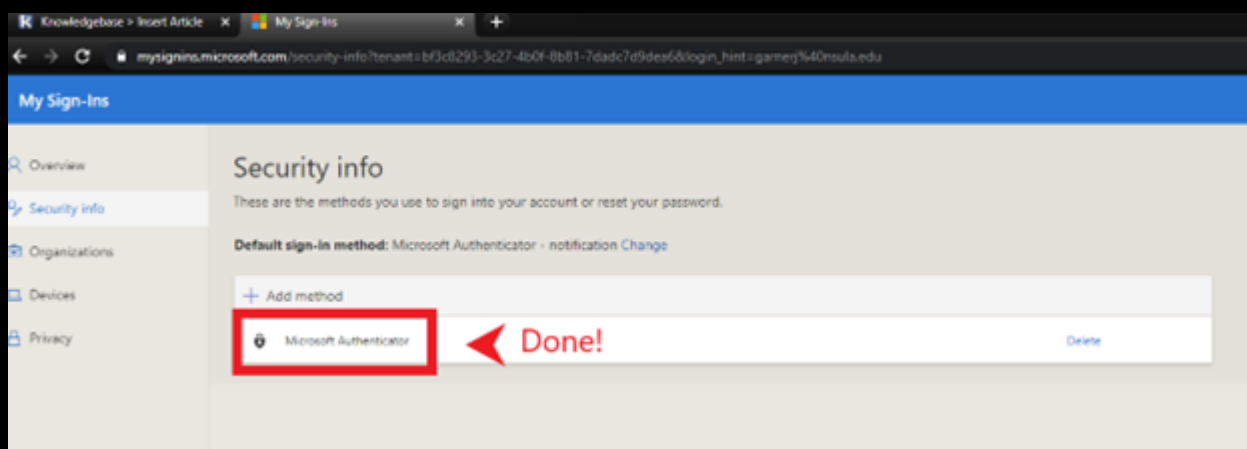 Knowledgebase > Insert Article
My Sign-Ins
mysignins.microsoft.com/security-info?tenant=bf3c8293-3c27-4b0f-8b81-7dadc7d9dea6&login_hint=garnerj%40nsula.edu
My Sign-Ins
Overview
Security info
Organizations
Devices
Privacy
Security info
These are the methods you use to sign into your account or reset your password.
Default sign-in method: Microsoft Authenticator - notification Change
Add method
Microsoft Authenticator
Done!
Delete